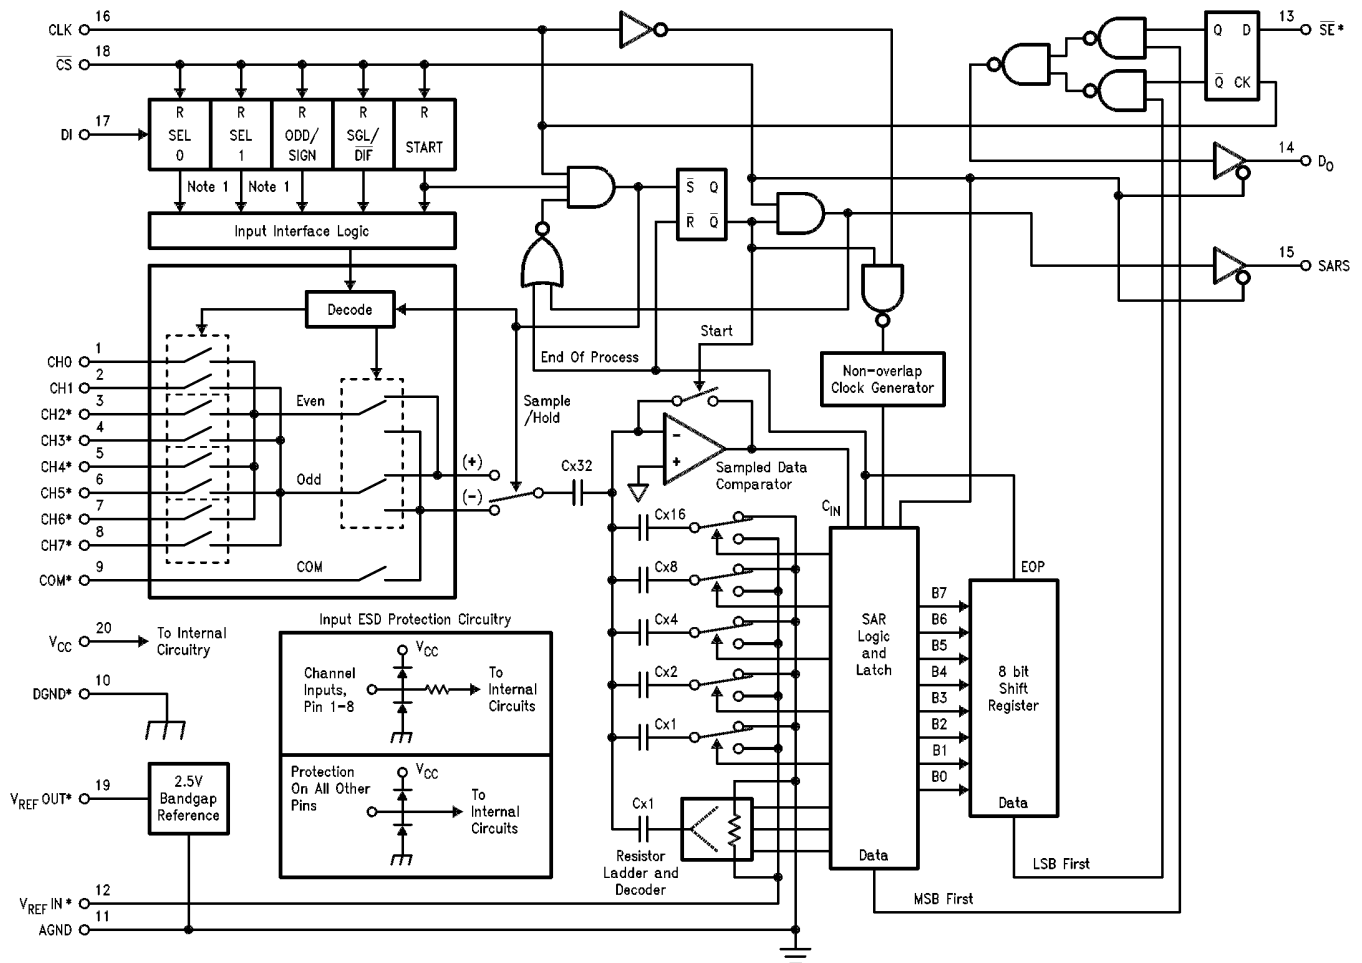 CLK 16
CS 18
DI 17
R R R R R
SEL 0
SEL 1
ODD/ SIGN
SGL/ DIF
START
Note 1 Note 1
Input Interface Logic
Decode
CH0 1
CH1 2
CH2* 3
CH3* 4
CH4* 5
CH5* 6
CH6* 7
CH7* 8
COM* 9
Even
Odd
COM
(+)
(-)
Sample
/Hold
End Of Process
Start
S Q
R Q
Q D
Q CK
13 SE*
14 DO
15 SARS
Non-overlap
Clock Generator
Cx32
-
+
Sampled Data
Comparator
CIN
Cx16
Cx8
Cx4
Cx2
Cx1
Cx1
Resistor
Ladder and
Decoder
SAR
Logic
and
Latch
Data
EOP
B7
B6
B5
B4
B3
B2
B1
B0
8 bit
Shift
Register
Data
LSB First
MSB First
VCC 20
To Internal
Circuitry
DGND* 10
VREF OUT* 19
2.5V
Bandgap
Reference
VREF IN* 12
AGND 11
Input ESD Protection Circuitry
VCC
Channel
Inputs,
Pin 1-8
To
Internal
Circuits
VCC
Protection
On All Other
Pins
To
Internal
Circuits